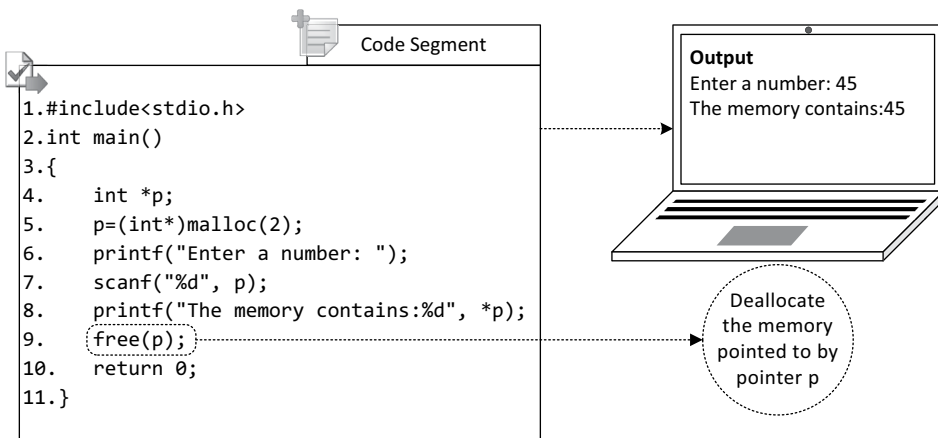 Code Segment
1.#include<stdio.h>
2.int main()
3.{
4.    int *p;
5.    p=(int*)malloc(2);
6.    printf("Enter a number: ");
7.    scanf("%d", p);
8.    printf("The memory contains:%d", *p);
9.    free(p);
10.    return 0;
11.}
Output
Enter a number: 45
The memory contains:45
Deallocate
the memory
pointed to by
pointer p